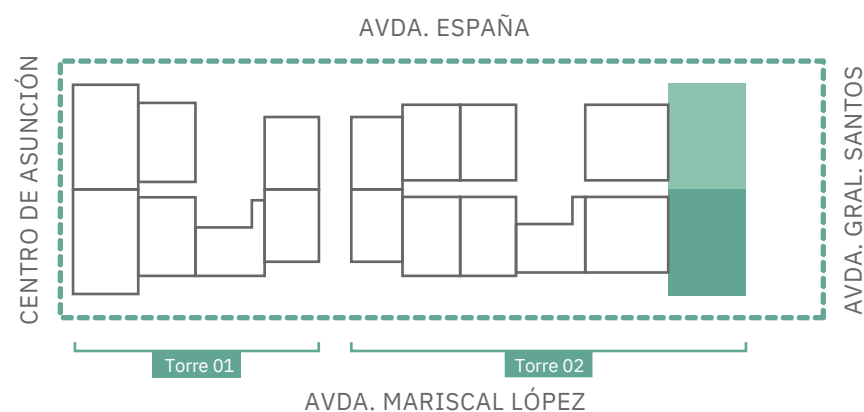 AVDA. ESPAÑA
CENTRO DE ASUNCIÓN
AVDA. GRAL. SANTOS
Torre 01
Torre 02
AVDA. MARISCAL LÓPEZ